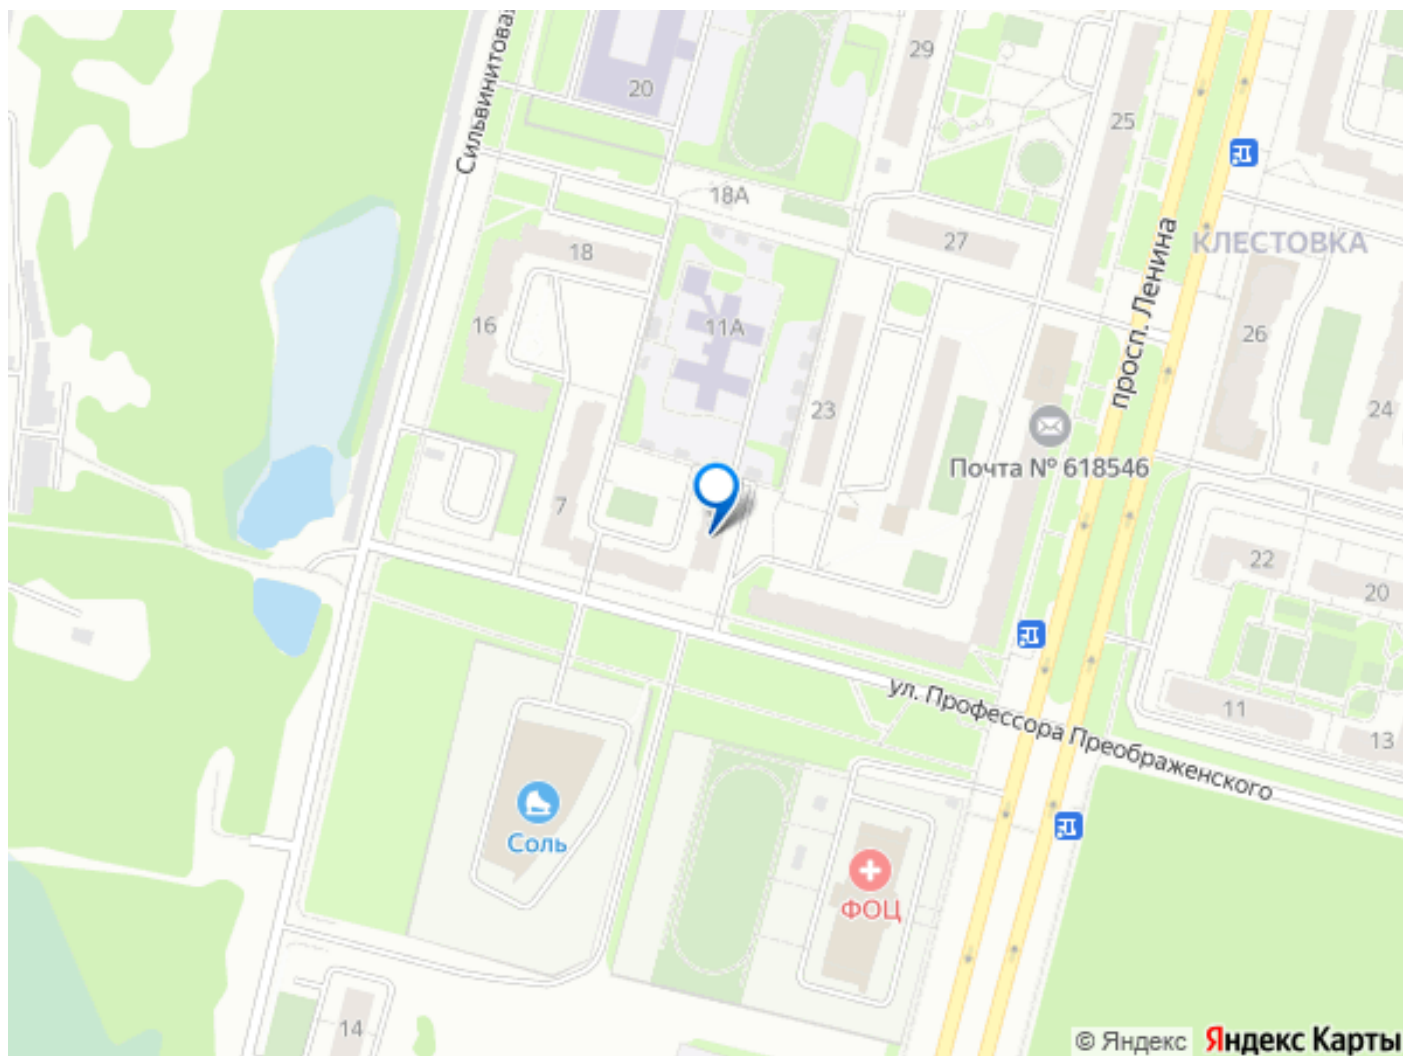 29
20
25
Сильвинитовая
18А
27
18
КЛЕСТОВКА
просп. Ленина
16
11А
26
23
24
Почта № 618546
7
22
20
ул. Профессора Преображенского
11
13
Соль
ФОЦ
14
© Яндекс Яндекс Карты